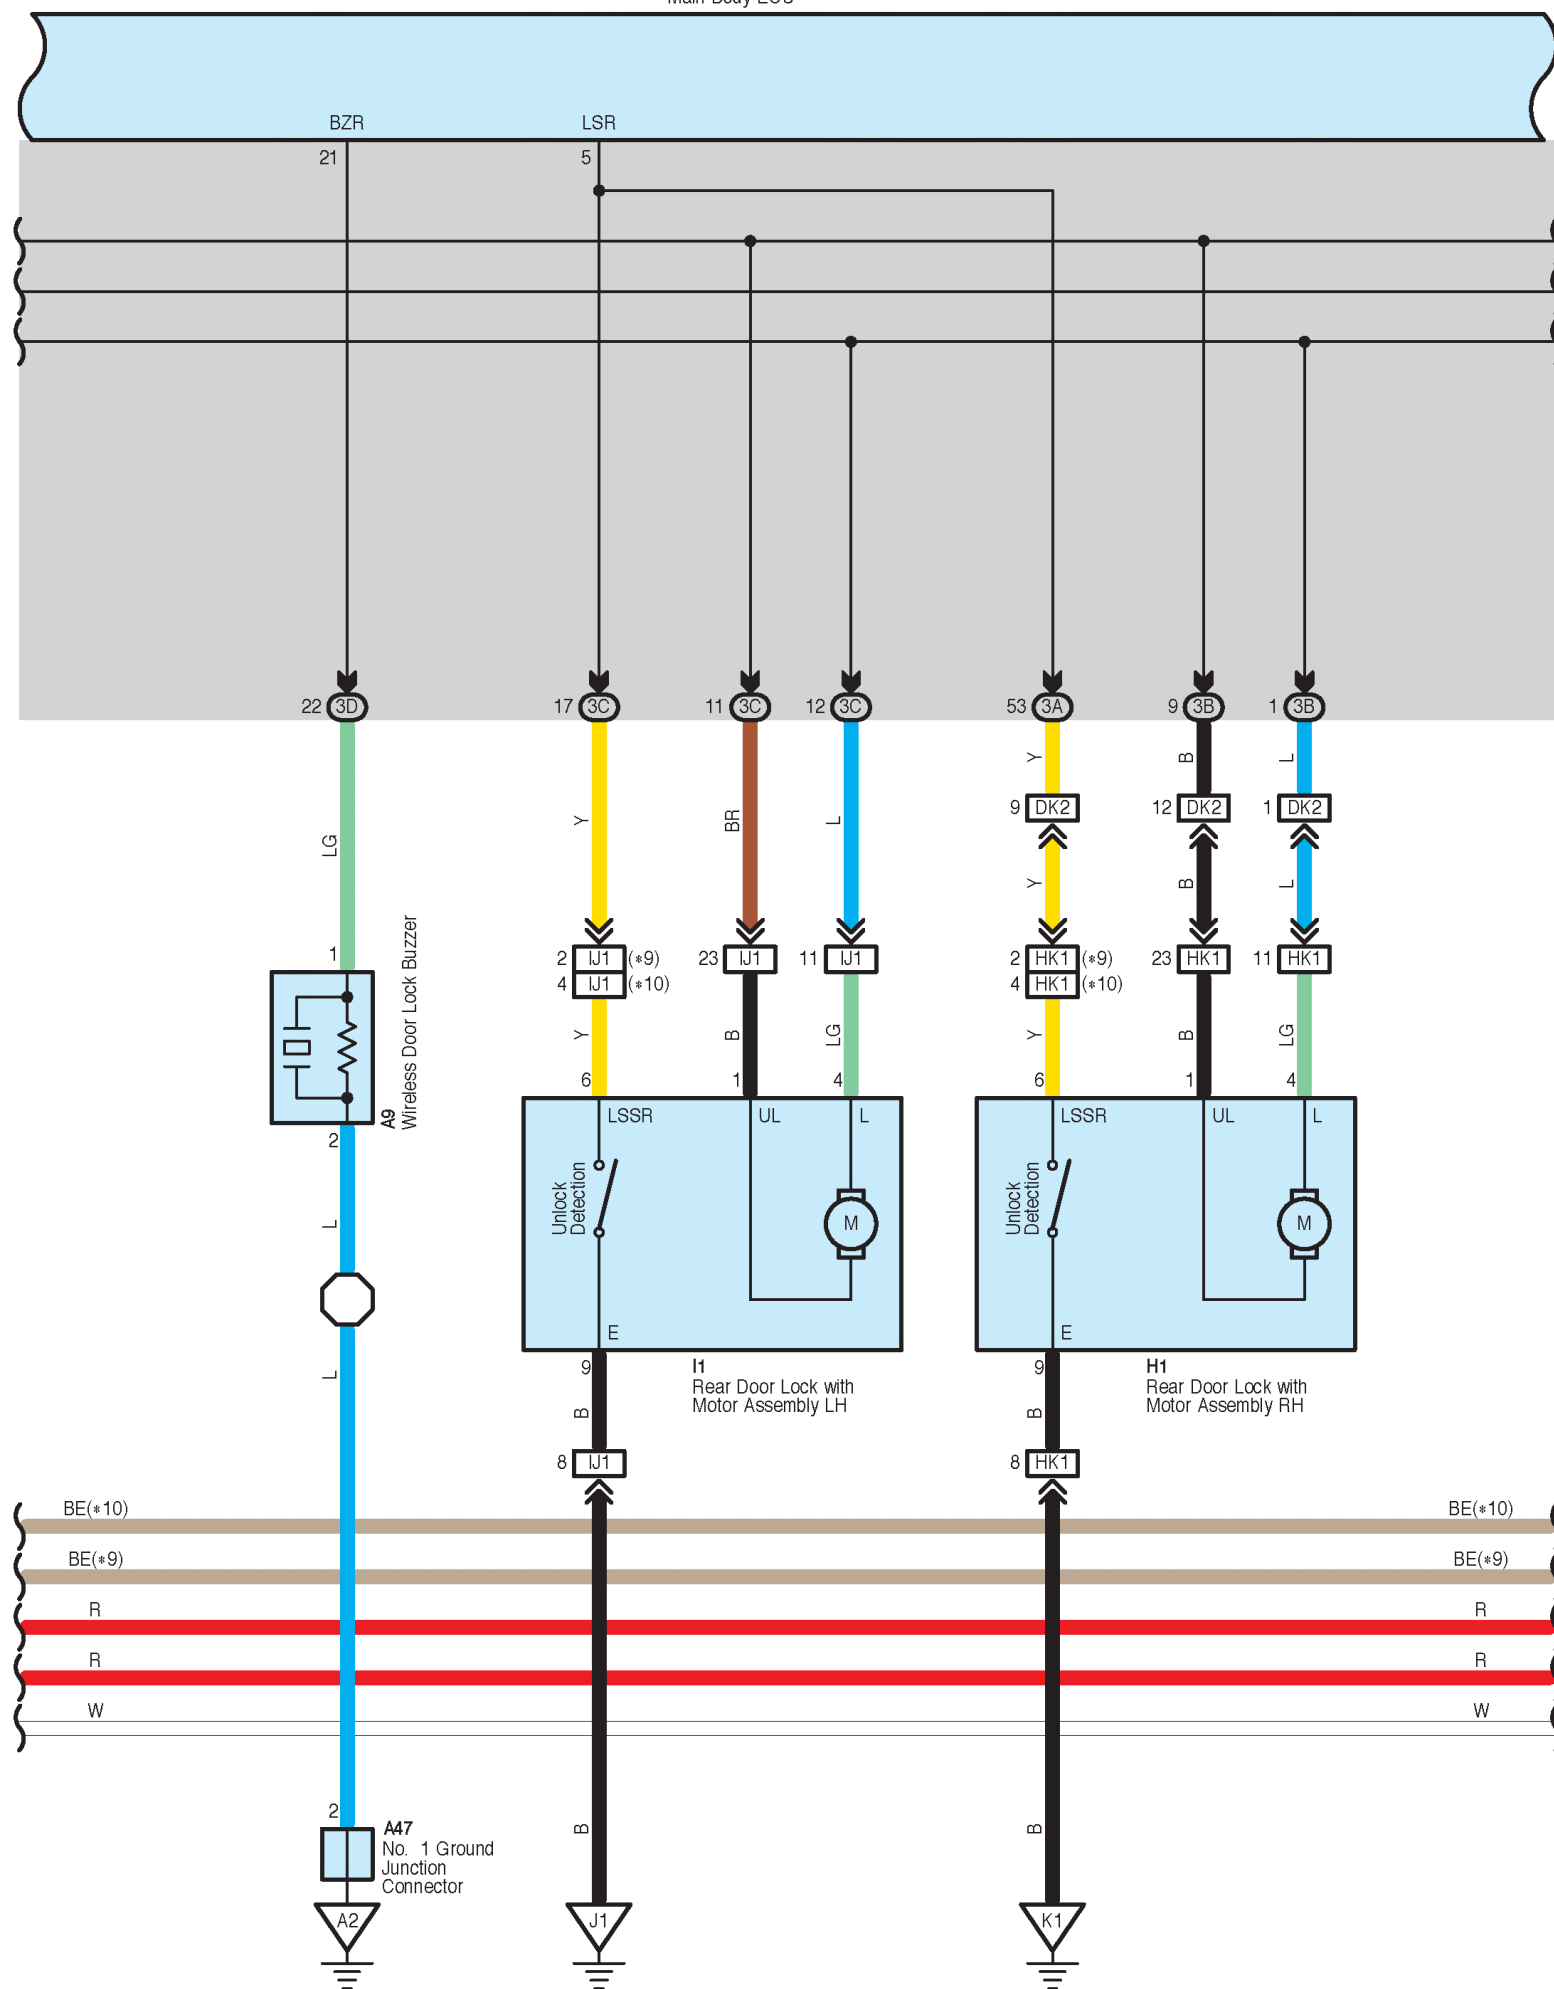 Main Body ECU
BZR
LSR
21
5
22 3D
17 3C
11 3C
12 3C
53 3A
9 3B
1 3B
LG
Y
BR
L
Y
B
L
9 DK2
12 DK2
1 DK2
Y
B
L
1
2 IJ1 (*9)
4 IJ1 (*10)
23 IJ1
11 IJ1
2 HK1 (*9)
4 HK1 (*10)
23 HK1
11 HK1
Y
B
LG
Y
B
LG
6
1
4
6
1
4
A9
Wireless Door Lock Buzzer
2
LSSR
UL
L
LSSR
UL
L
Unlock
Detection
M
Unlock
Detection
M
L
E
E
9
9
I1
Rear Door Lock with
Motor Assembly LH
H1
Rear Door Lock with
Motor Assembly RH
L
B
B
8 IJ1
8 HK1
BE(*10)
BE(*10)
BE(*9)
BE(*9)
R
R
R
R
W
W
2
A47
No. 1 Ground
Junction
Connector
B
B
A2
J1
K1